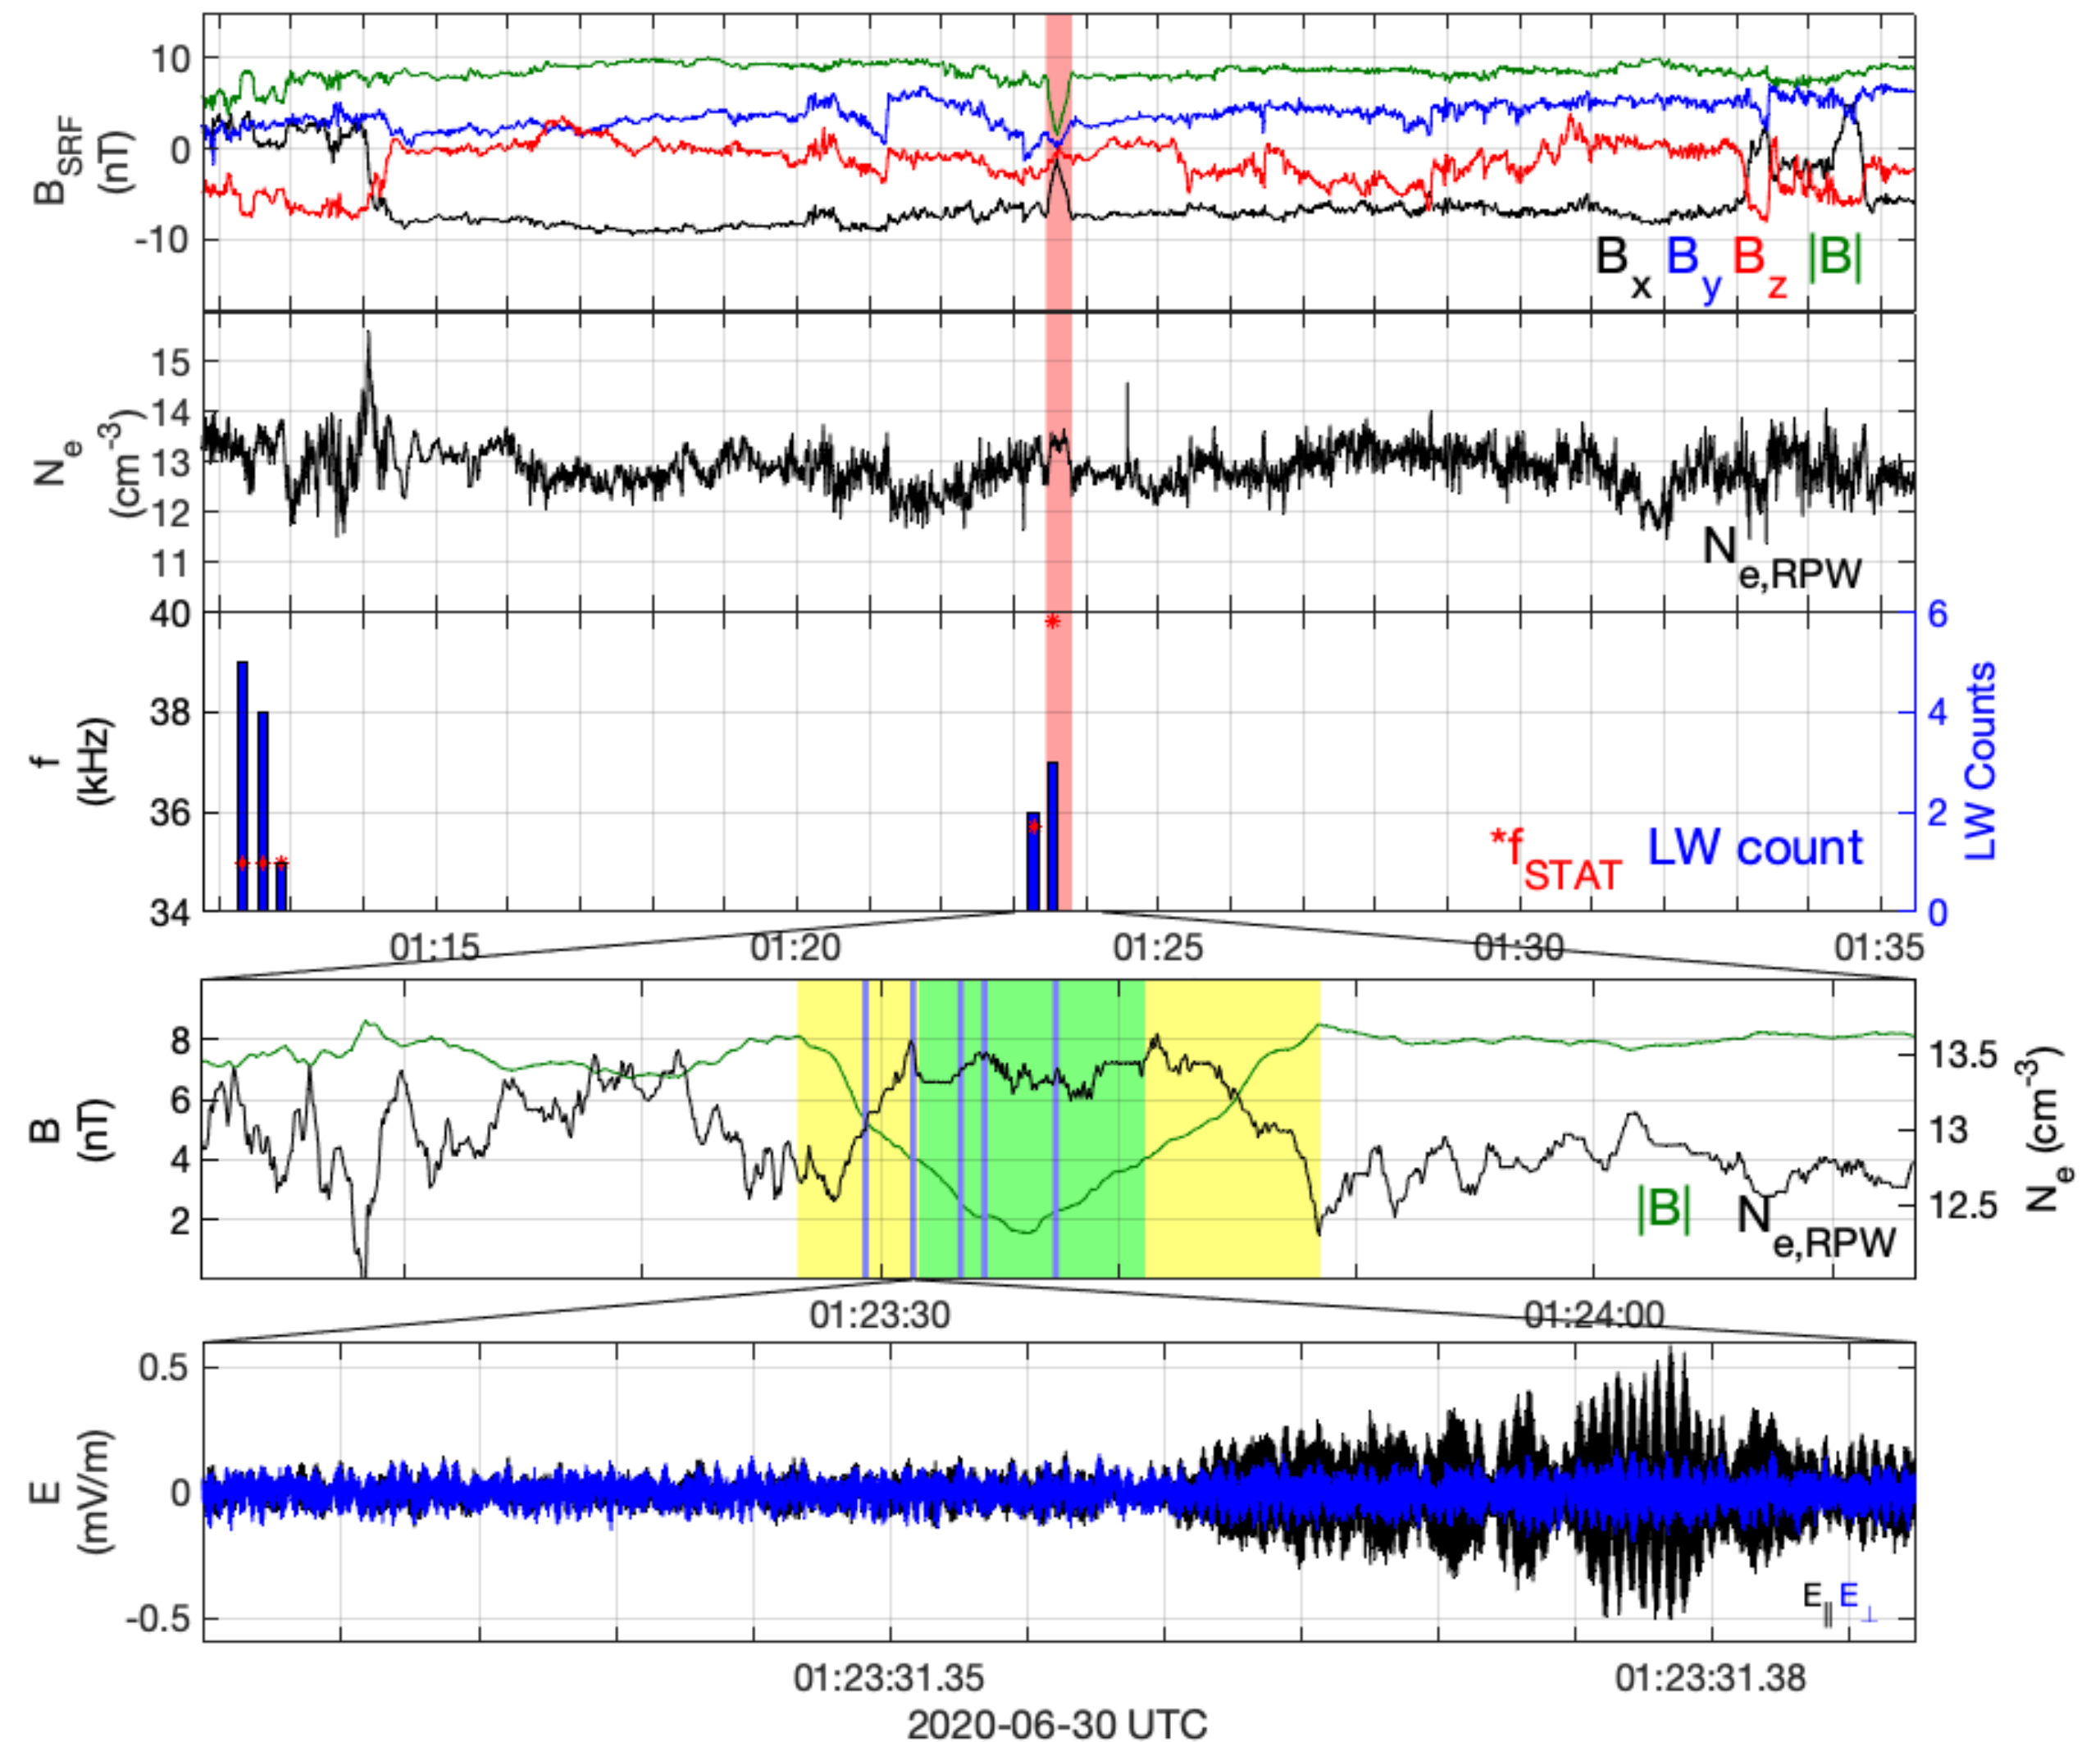 10
0
-10
B_SRF
(nT)
B_x B_y B_z |B|
15
14
13
12
11
N_e
(cm^-3)
N_e,RPW
40
38
36
34
f
(kHz)
6
4
2
0
LW Counts
*f_STAT LW count
01:15 01:20 01:25 01:30 01:35
8
6
4
2
B
(nT)
13.5
13
12.5
N_e (cm^-3)
|B| N_e,RPW
01:23:30 01:24:00
0.5
0
-0.5
E
(mV/m)
E_∥ E_⊥
01:23:31.35 01:23:31.38
2020-06-30 UTC